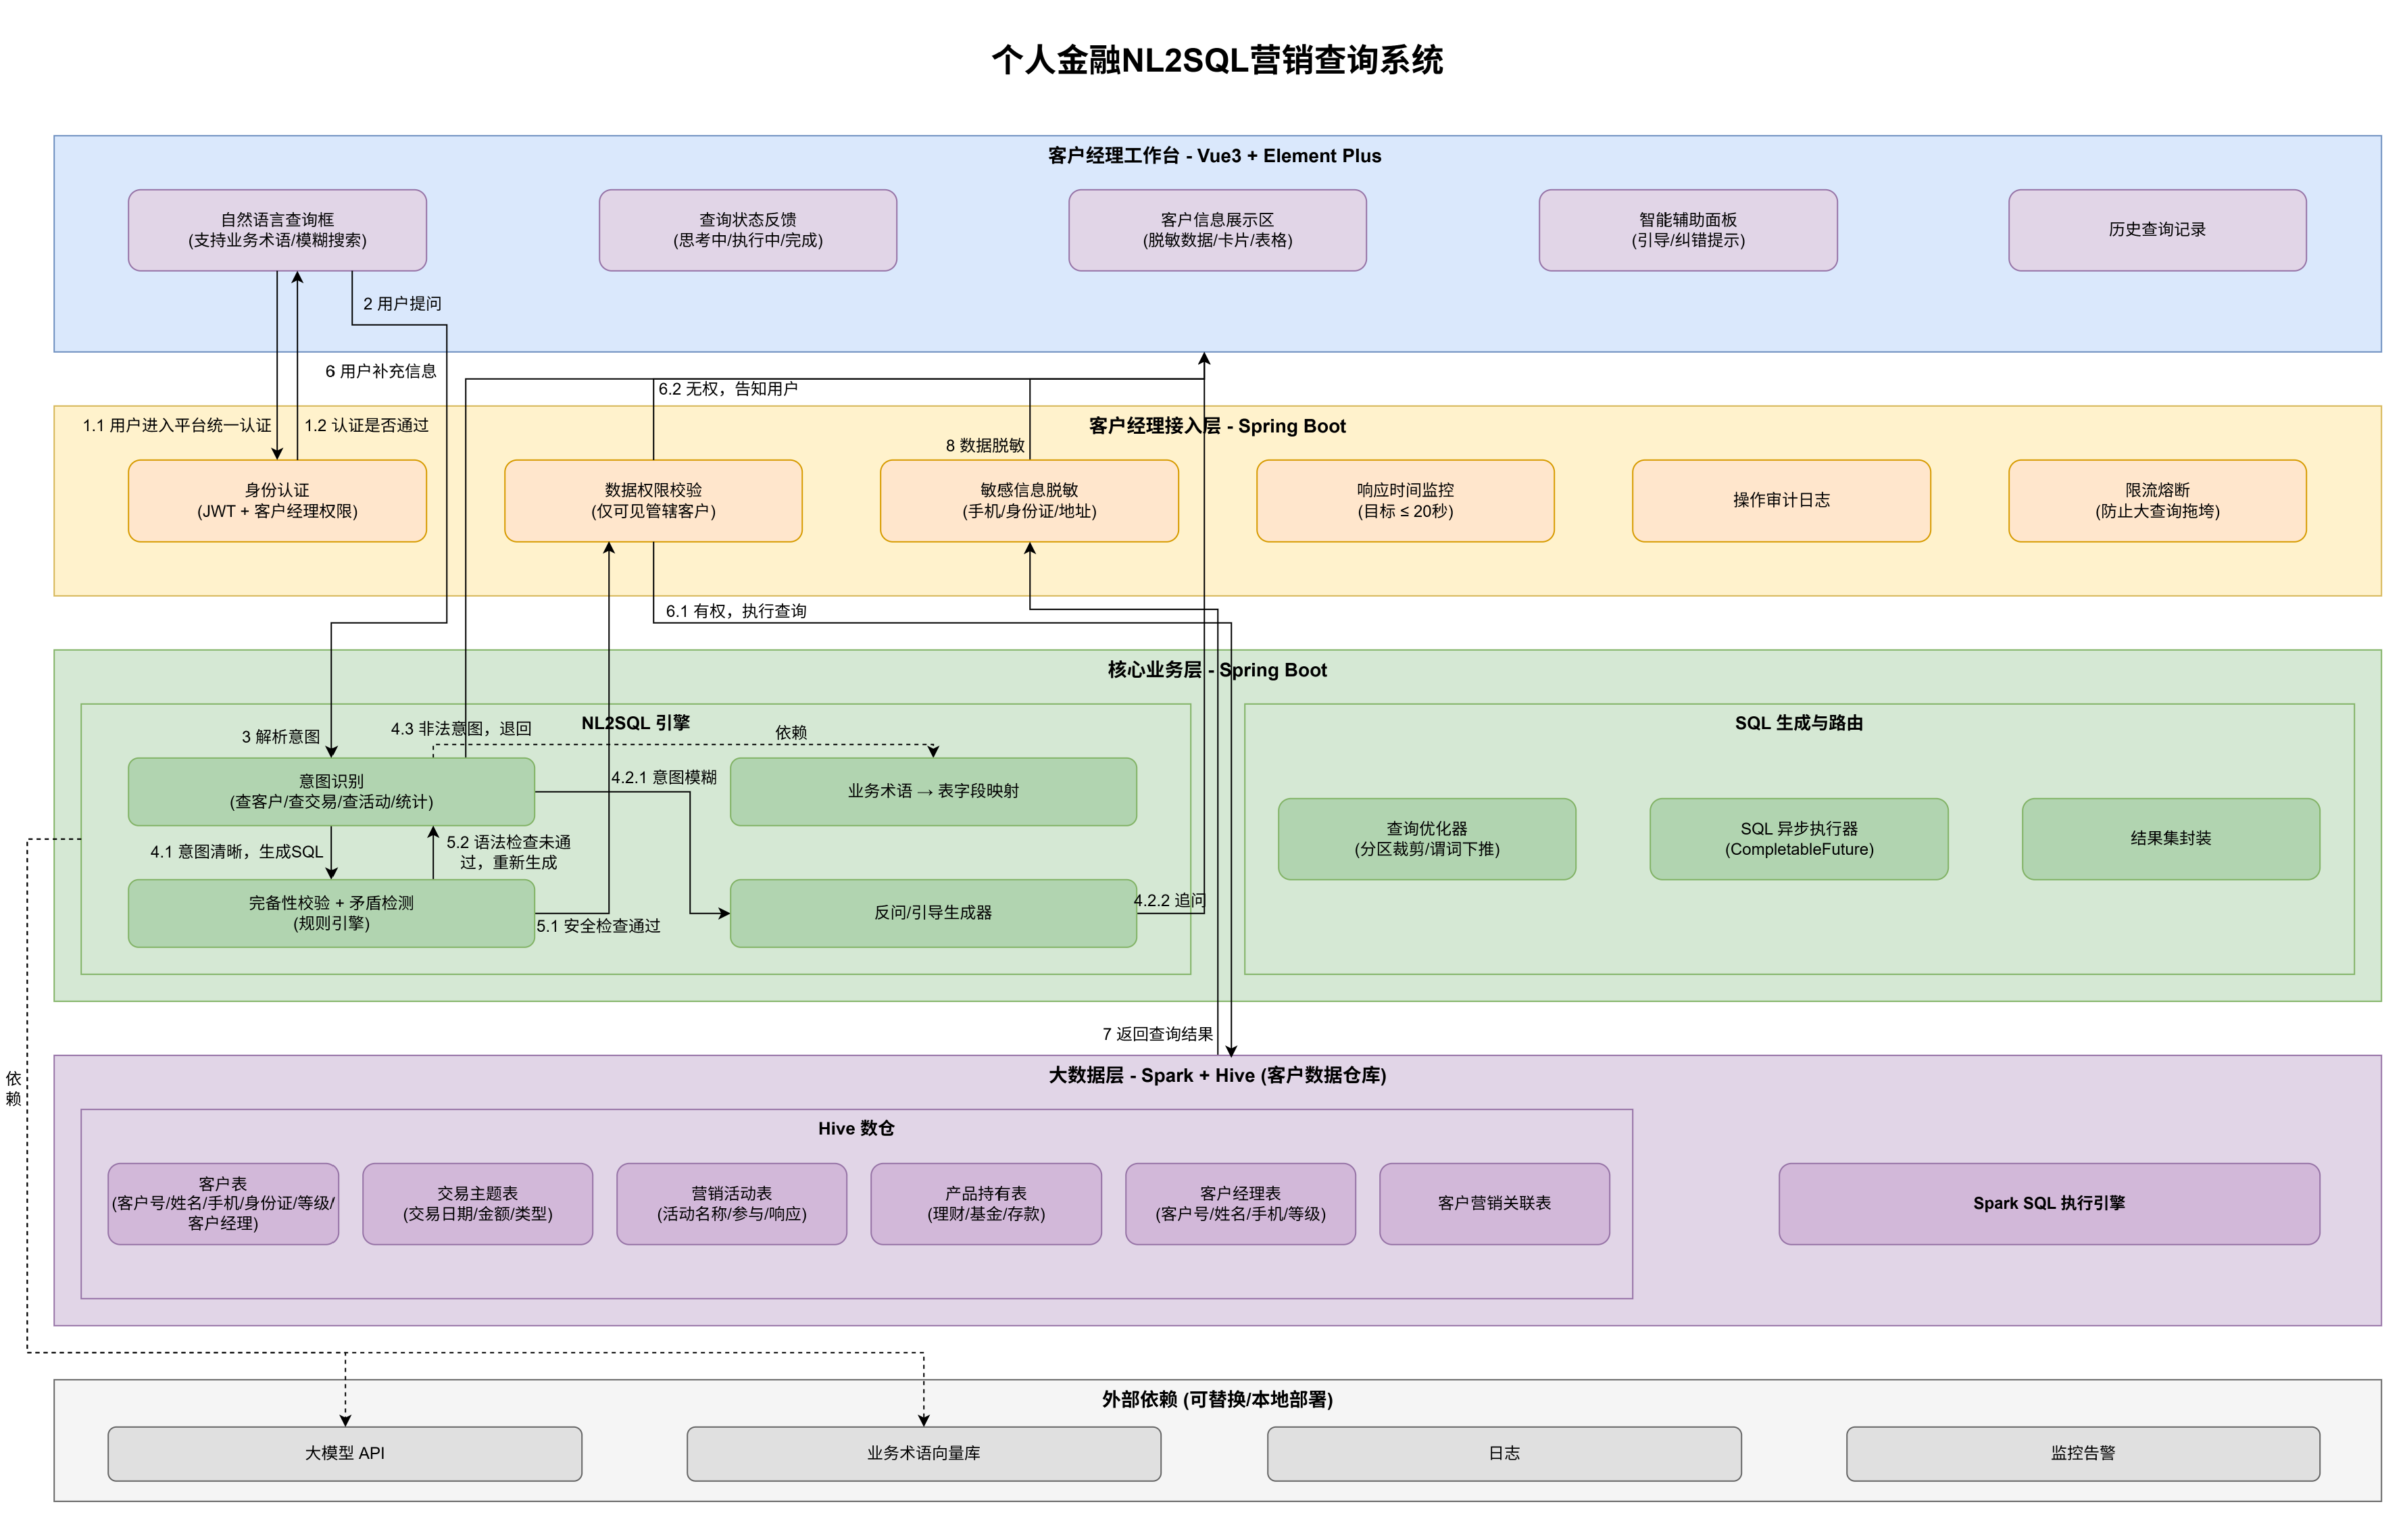 个人金融NL2SQL营销查询系统
客户经理工作台 - Vue3 + Element Plus
自然语言查询框
(支持业务术语/模糊搜索)
查询状态反馈
(思考中/执行中/完成)
客户信息展示区
(脱敏数据/卡片/表格)
智能辅助面板
(引导/纠错提示)
历史查询记录
2 用户提问
6 用户补充信息
6.2 无权，告知用户
1.1 用户进入平台统一认证
1.2 认证是否通过
客户经理接入层 - Spring Boot
8 数据脱敏
身份认证
(JWT + 客户经理权限)
数据权限校验
(仅可见管辖客户)
敏感信息脱敏
(手机/身份证/地址)
响应时间监控
(目标 ≤ 20秒)
操作审计日志
限流熔断
(防止大查询拖垮)
6.1 有权，执行查询
核心业务层 - Spring Boot
NL2SQL 引擎
4.3 非法意图，退回
依赖
3 解析意图
意图识别
(查客户/查交易/查活动/统计)
4.2.1 意图模糊
业务术语 → 表字段映射
4.1 意图清晰，生成SQL
5.2 语法检查未通
过，重新生成
完备性校验 + 矛盾检测
(规则引擎)
5.1 安全检查通过
反问/引导生成器
4.2.2 追问
SQL 生成与路由
查询优化器
(分区裁剪/谓词下推)
SQL 异步执行器
(CompletableFuture)
结果集封装
7 返回查询结果
依
赖
大数据层 - Spark + Hive (客户数据仓库)
Hive 数仓
客户表
(客户号/姓名/手机/身份证/等级/
客户经理)
交易主题表
(交易日期/金额/类型)
营销活动表
(活动名称/参与/响应)
产品持有表
(理财/基金/存款)
客户经理表
(客户号/姓名/手机/等级)
客户营销关联表
Spark SQL 执行引擎
外部依赖 (可替换/本地部署)
大模型 API
业务术语向量库
日志
监控告警